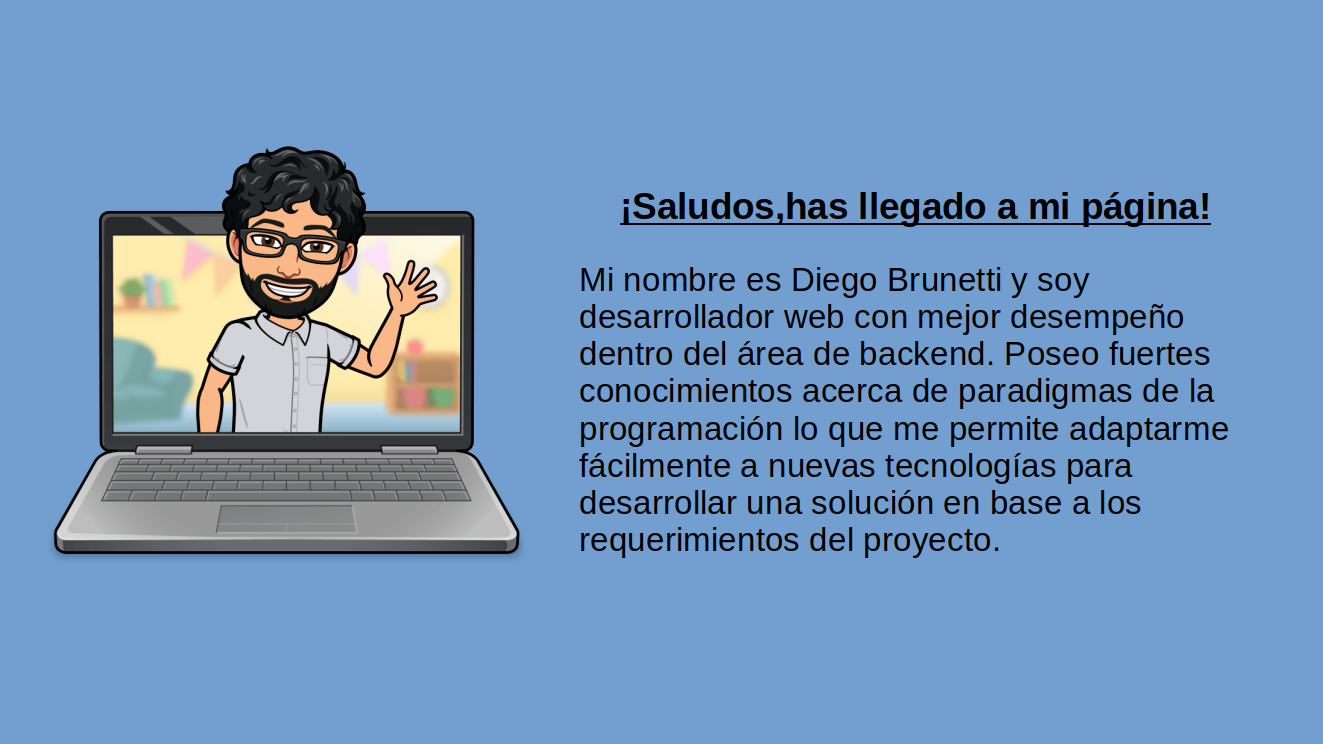 ¡Saludos,has llegado a mi página!
Mi nombre es Diego Brunetti y soy
desarrollador web con mejor desempeño
dentro del área de backend. Poseo fuertes
conocimientos acerca de paradigmas de la
programación lo que me permite adaptarme
fácilmente a nuevas tecnologías para
desarrollar una solución en base a los
requerimientos del proyecto.